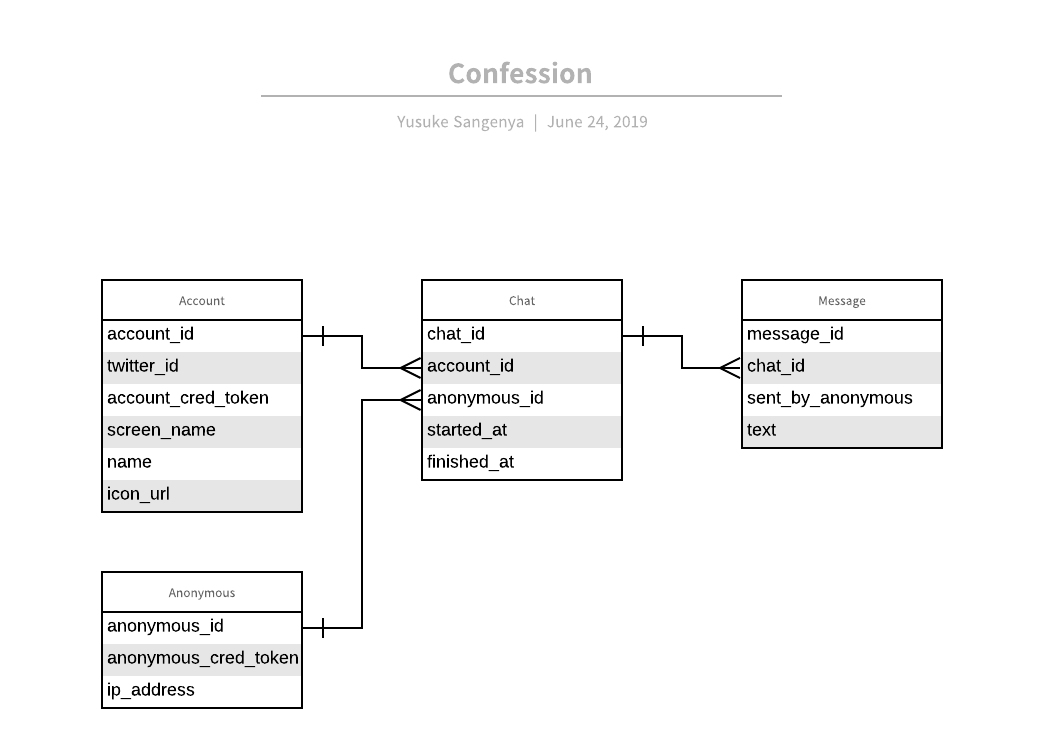 Confession
Yusuke Sangenya | June 24, 2019
Account
account_id
twitter_id
account_cred_token
screen_name
name
icon_url
Chat
chat_id
account_id
anonymous_id
started_at
finished_at
Message
message_id
chat_id
sent_by_anonymous
text
Anonymous
anonymous_id
anonymous_cred_token
ip_address